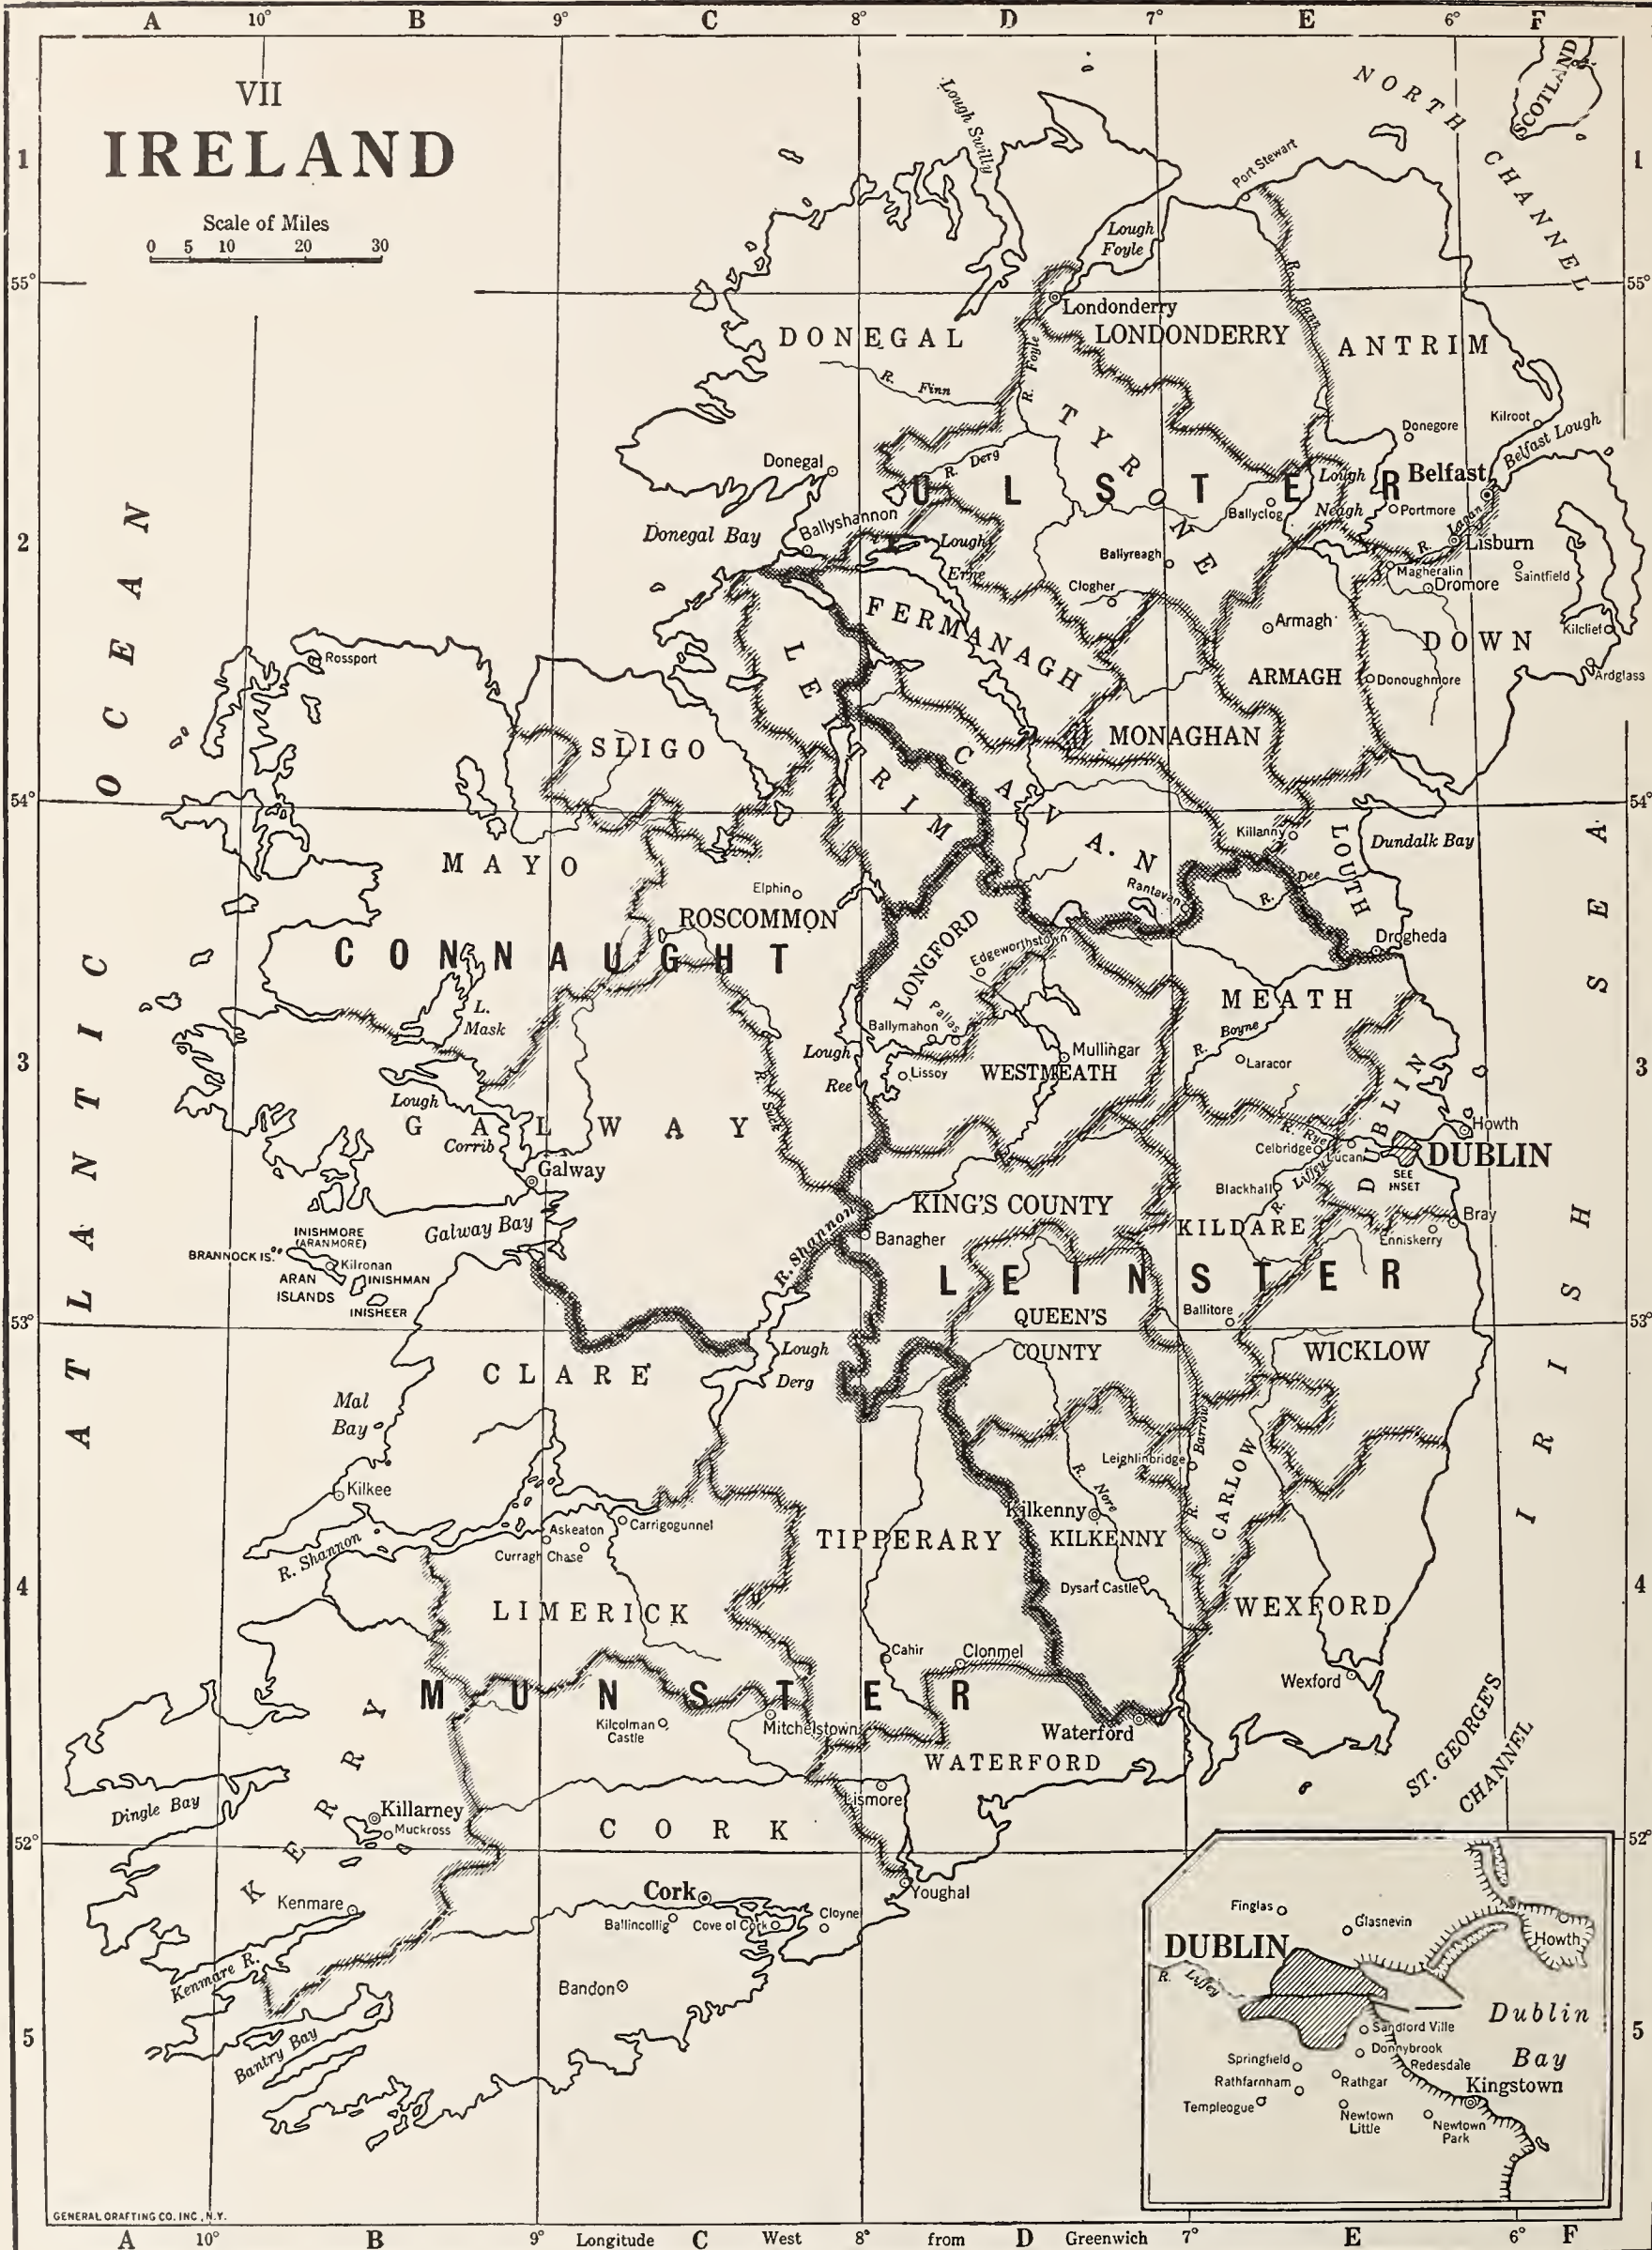 A 10° B 9° C 8° D 7° E 6° F
VII
IRELAND
Scale of Miles
0 5 10 20 30
1
1
NORTH CHANNEL
SCOTLAND
Lough Swilly
Port Stewart
Lough
Foyle
55°
55°
Londonderry
DONEGAL
LONDONDERRY
ANTRIM
R. Foyle
R. Bann
R. Finn
TYRONE
Donegore
Kilroot
Belfast Lough
Donegal
R. Derg
ULSTER
Lough
Neagh
Belfast
Ballyclog
Portmore
Donegal Bay
Ballyshannon
2
2
Lough
Erne
Ballyreagh
R. Lagan
Lisburn
Magheralin
Dromore
Saintfield
Clogher
FERMANAGH
Armagh
DOWN
Kilclief
Rossport
LEITRIM
ARMAGH
Donoughmore
Ardglass
SLIGO
MONAGHAN
CAVAN
54°
54°
Killanny
LOUTH
Dundalk Bay
MAYO
Elphin
Rantavan
R. Dee
ROSCOMMON
CONNAUGHT
LONGFORD
Edgeworthstown
Drogheda
L.
Mask
MEATH
Pallas
Ballymahon
R. Boyne
3
3
Lough
Ree
Lissoy
Mullingar
WESTMEATH
Laracor
Lough
Corrib
GALWAY
R. Suck
DUBLIN
Howth
R. Rye
Celbridge
Lucan
DUBLIN
SEE
INSET
Galway
Blackhall
R. Liffey
KING'S COUNTY
KILDARE
Bray
Enniskerry
INISHMORE
(ARANMORE)
BRANNOCK IS.
Kilronan
ARAN
ISLANDS
INISHMAN
INISHEER
Galway Bay
R. Shannon
Banagher
LEINSTER
QUEEN'S
COUNTY
Ballitore
53°
53°
WICKLOW
Lough
Derg
CLARE
Mal
Bay
ATLANTIC OCEAN
IRISH SEA
Leighlinbridge
R. Barrow
CARLOW
Kilkee
R. Nore
Kilkenny
KILKENNY
Askeaton
Carrigogunnel
Curragh Chase
R. Shannon
TIPPERARY
4
4
Dysart Castle
LIMERICK
WEXFORD
Cahir
Clonmel
Wexford
MUNSTER
Kilcolman
Castle
Mitchelstown
Waterford
WATERFORD
ST. GEORGE'S
CHANNEL
Dingle Bay
Lismore
KERRY
Killarney
Muckross
CORK
52°
52°
Kenmare
Cork
Youghal
Ballincollig
Cove of Cork
Cloyne
Kenmare R.
Bandon
Bantry Bay
5
5
Finglas
Glasnevin
DUBLIN
Howth
R. Liffey
Dublin
Bay
Sandford Ville
Donnybrook
Redesdale
Springfield
Rathfarnham
Rathgar
Kingstown
Templeogue
Newtown
Little
Newtown
Park
GENERAL DRAFTING CO. INC., N.Y.
A 10° B 9° Longitude C West 8° from D Greenwich 7° E 6° F